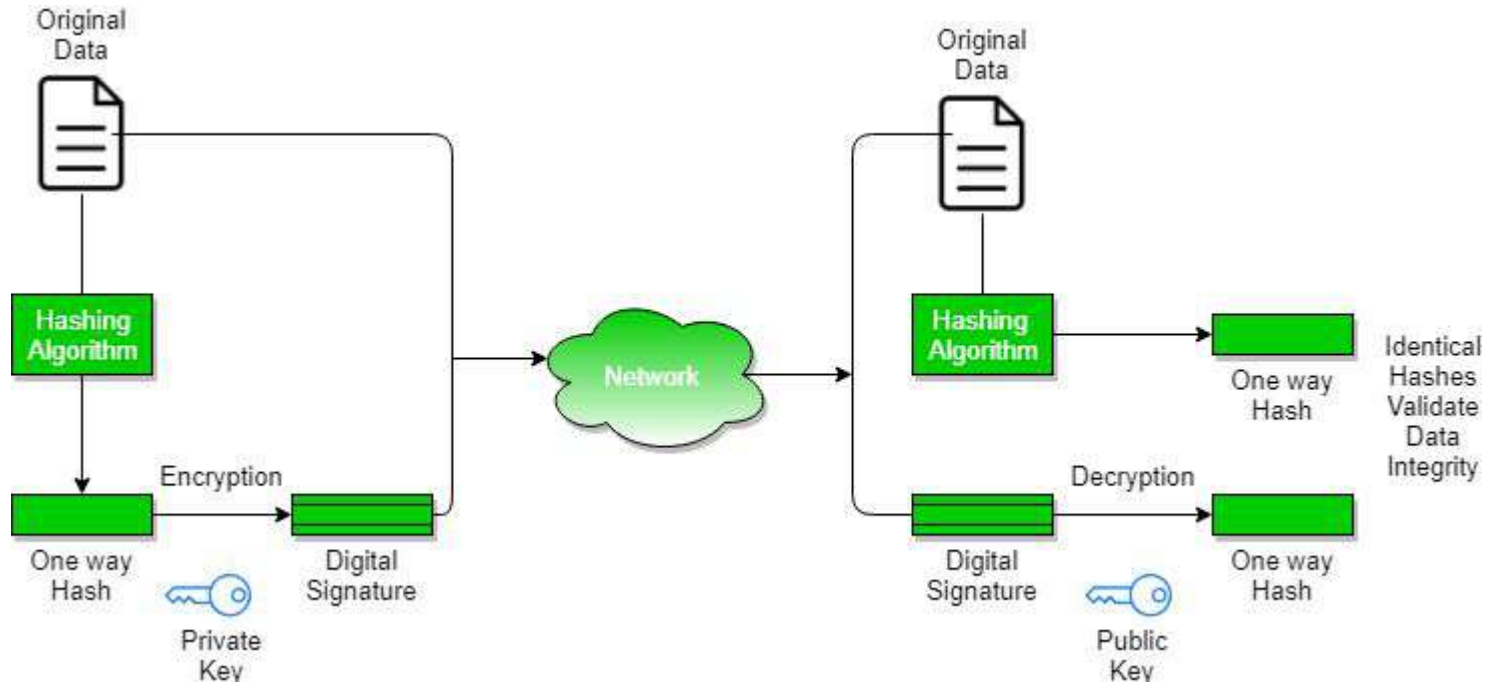 Original
Data
Hashing
Algorithm
Encryption
One way
Hash
Private
Key
Digital
Signature
Network
Original
Data
Hashing
Algorithm
One way
Hash
Identical
Hashes
Validate
Data
Integrity
Decryption
Digital
Signature
Public
Key
One way
Hash